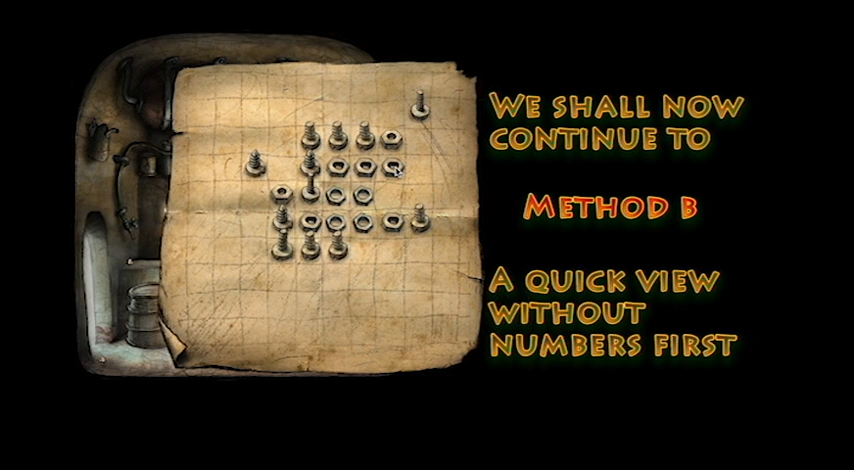 We shall now
continue to
Method B
A quick view
without
numbers first